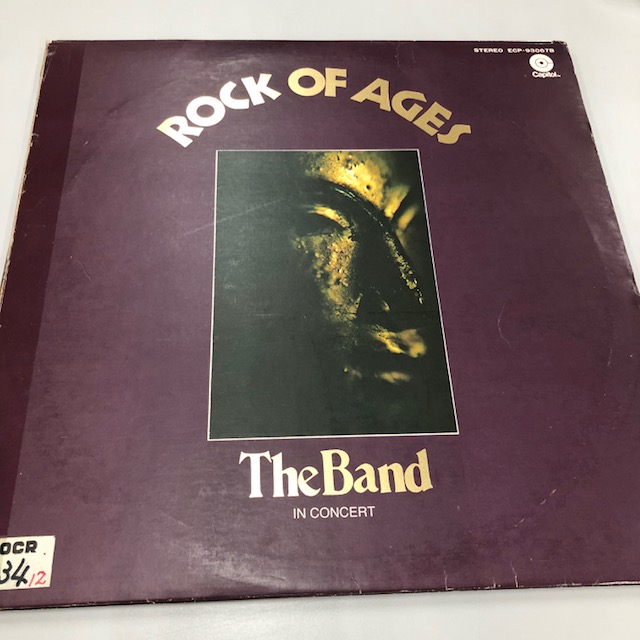 STEREO ECP-93067B
Capitol
ROCK OF AGES
The Band
IN CONCERT
OCR
34 12